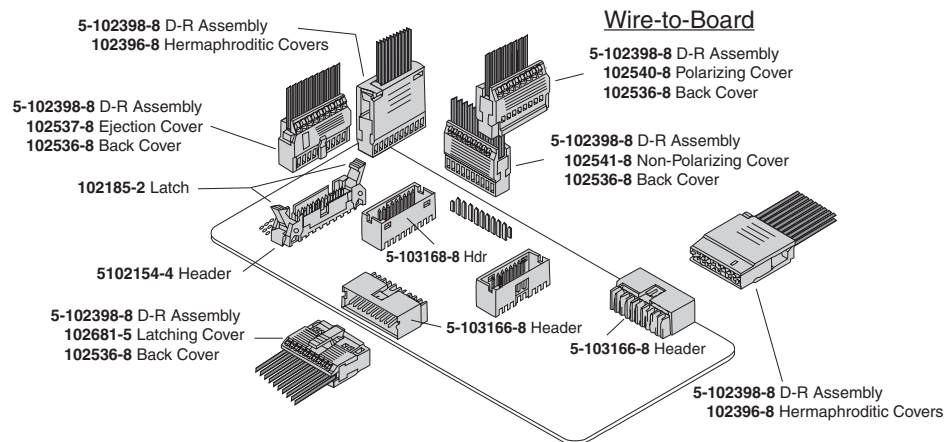 Wire-to-Board
5-102398-8 D-R Assembly
102396-8 Hermaphroditic Covers
5-102398-8 D-R Assembly
102540-8 Polarizing Cover
102536-8 Back Cover
5-102398-8 D-R Assembly
102537-8 Ejection Cover
102536-8 Back Cover
5-102398-8 D-R Assembly
102541-8 Non-Polarizing Cover
102536-8 Back Cover
102185-2 Latch
5-103168-8 Hdr
5102154-4 Header
5-102398-8 D-R Assembly
102681-5 Latching Cover
102536-8 Back Cover
5-103166-8 Header
5-103166-8 Header
5-102398-8 D-R Assembly
102396-8 Hermaphroditic Covers